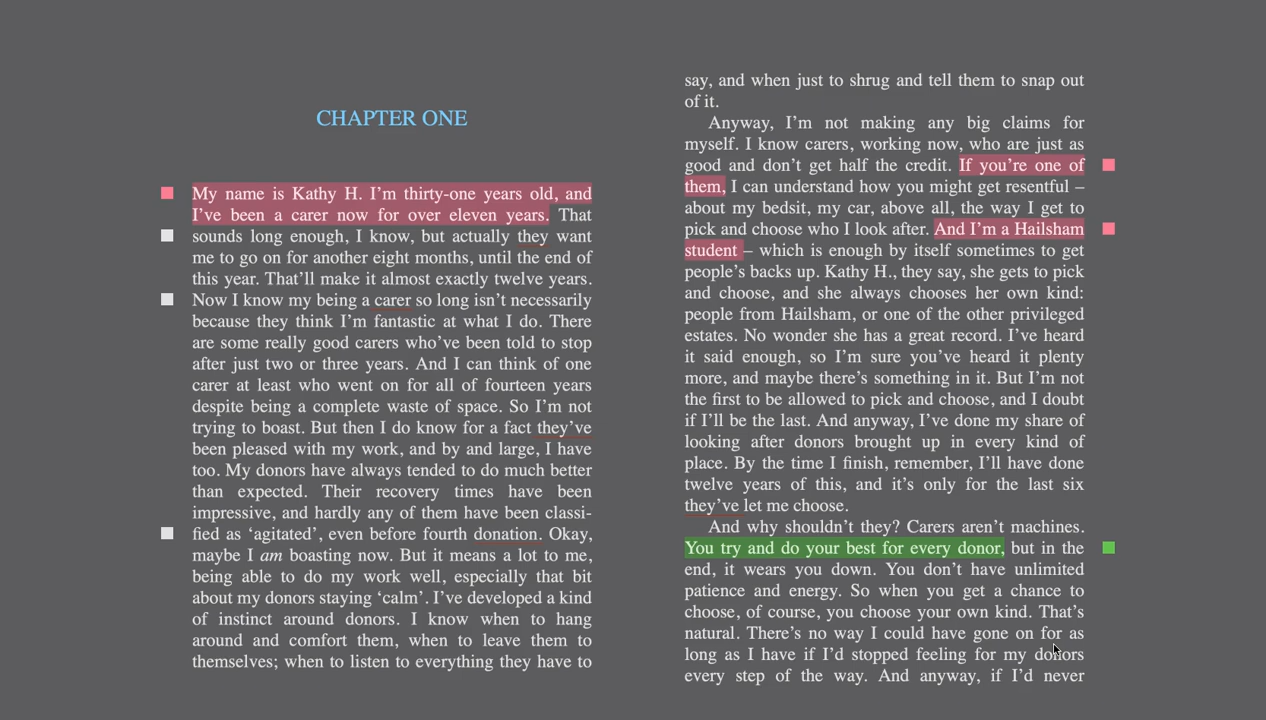 CHAPTER ONE
My name is Kathy H. I’m thirty-one years old, and
I’ve been a carer now for over eleven years. That
sounds long enough, I know, but actually they want
me to go on for another eight months, until the end of
this year. That’ll make it almost exactly twelve years.
Now I know my being a carer so long isn’t necessarily
because they think I’m fantastic at what I do. There
are some really good carers who’ve been told to stop
after just two or three years. And I can think of one
carer at least who went on for all of fourteen years
despite being a complete waste of space. So I’m not
trying to boast. But then I do know for a fact they’ve
been pleased with my work, and by and large, I have
too. My donors have always tended to do much better
than expected. Their recovery times have been
impressive, and hardly any of them have been classi-
fied as ‘agitated’, even before fourth donation. Okay,
maybe I am boasting now. But it means a lot to me,
being able to do my work well, especially that bit
about my donors staying ‘calm’. I’ve developed a kind
of instinct around donors. I know when to hang
around and comfort them, when to leave them to
themselves; when to listen to everything they have to
say, and when just to shrug and tell them to snap out
of it.
Anyway, I’m not making any big claims for
myself. I know carers, working now, who are just as
good and don’t get half the credit. If you’re one of
them, I can understand how you might get resentful –
about my bedsit, my car, above all, the way I get to
pick and choose who I look after. And I’m a Hailsham
student – which is enough by itself sometimes to get
people’s backs up. Kathy H., they say, she gets to pick
and choose, and she always chooses her own kind:
people from Hailsham, or one of the other privileged
estates. No wonder she has a great record. I’ve heard
it said enough, so I’m sure you’ve heard it plenty
more, and maybe there’s something in it. But I’m not
the first to be allowed to pick and choose, and I doubt
if I’ll be the last. And anyway, I’ve done my share of
looking after donors brought up in every kind of
place. By the time I finish, remember, I’ll have done
twelve years of this, and it’s only for the last six
they’ve let me choose.
And why shouldn’t they? Carers aren’t machines.
You try and do your best for every donor, but in the
end, it wears you down. You don’t have unlimited
patience and energy. So when you get a chance to
choose, of course, you choose your own kind. That’s
natural. There’s no way I could have gone on for as
long as I have if I’d stopped feeling for my donors
every step of the way. And anyway, if I’d never